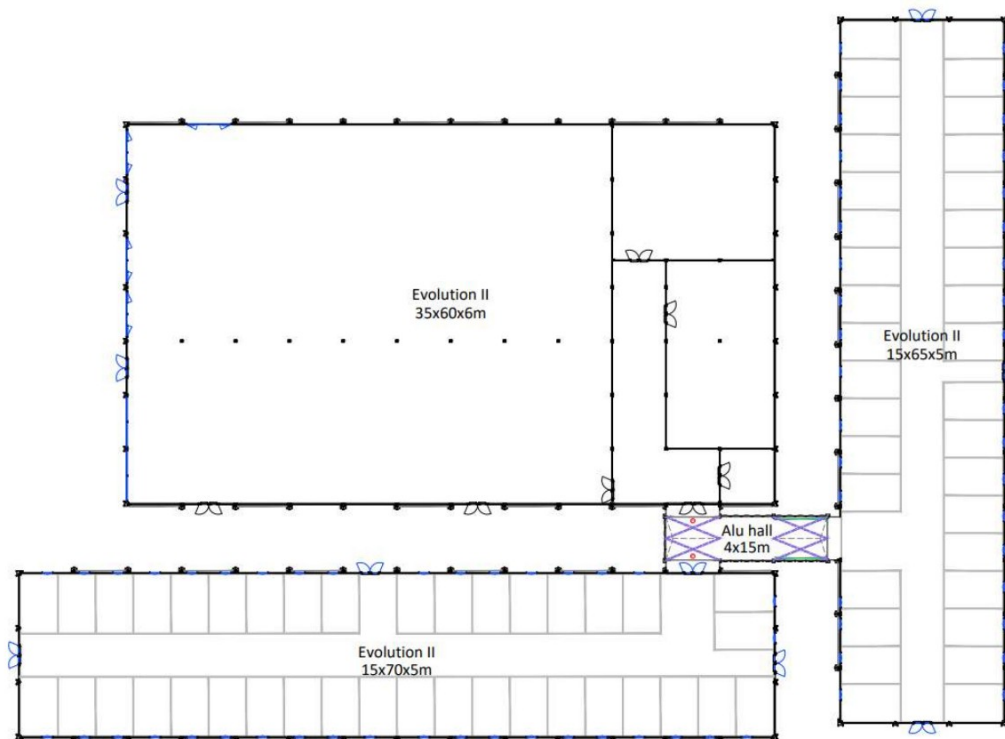 Evolution II
35x60x6m
Evolution II
15x65x5m
Alu hall
4x15m
Evolution II
15x70x5m